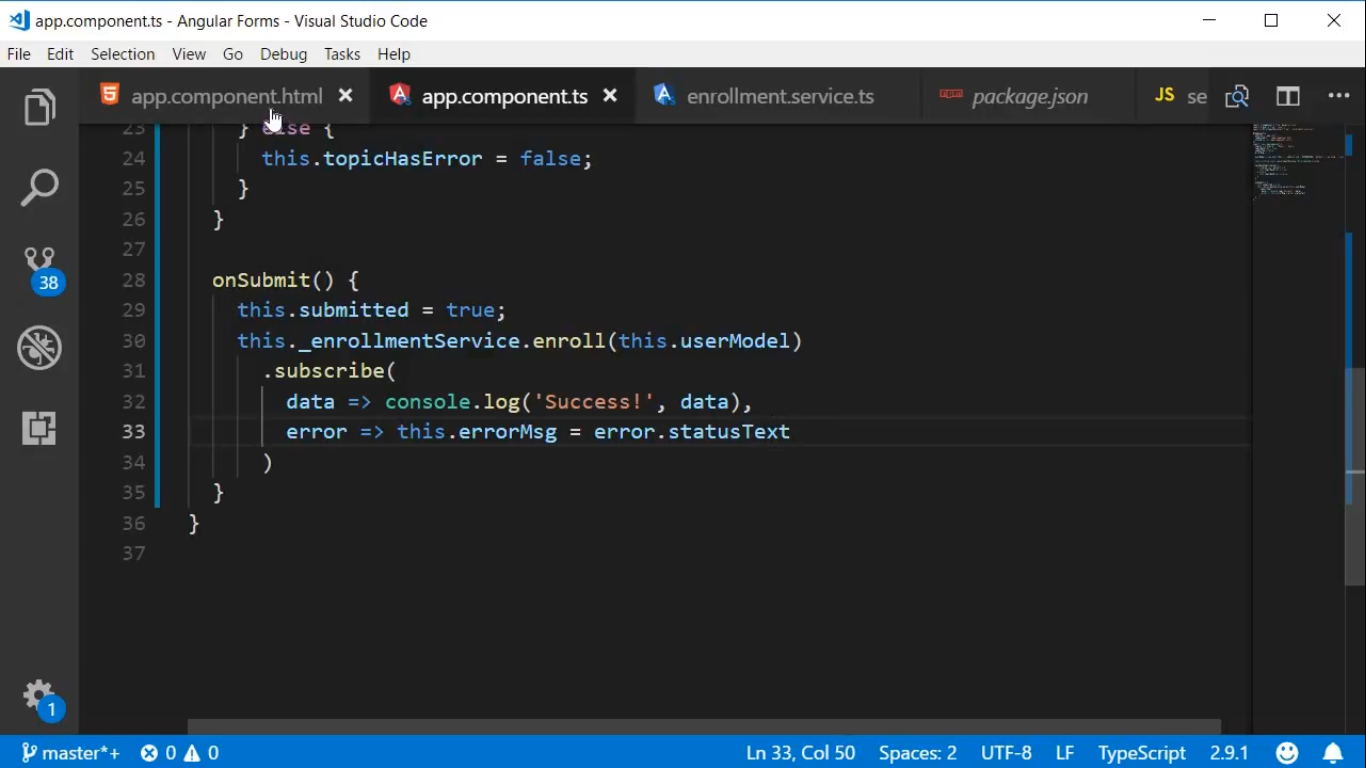 app.component.ts - Angular Forms - Visual Studio Code
File Edit Selection View Go Debug Tasks Help
app.component.html app.component.ts enrollment.service.ts package.json JS se
23 } else {
24 this.topicHasError = false;
25 }
26 }
27
28 onSubmit() {
29 this.submitted = true;
30 this._enrollmentService.enroll(this.userModel)
31 .subscribe(
32 data => console.log('Success!', data),
33 error => this.errorMsg = error.statusText
34 )
35 }
36 }
37
38
1
master*+ 0 0 Ln 33, Col 50 Spaces: 2 UTF-8 LF TypeScript 2.9.1